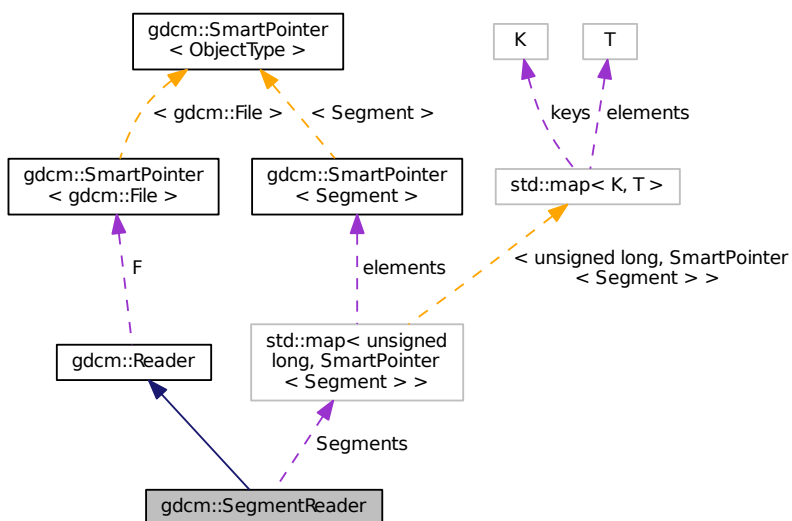 gdcm::SmartPointer
< ObjectType >
K
T
< gdcm::File >
< Segment >
keys
elements
gdcm::SmartPointer
< gdcm::File >
gdcm::SmartPointer
< Segment >
std::map< K, T >
F
elements
< unsigned long, SmartPointer
< Segment > >
gdcm::Reader
std::map< unsigned
long, SmartPointer
< Segment > >
Segments
gdcm::SegmentReader